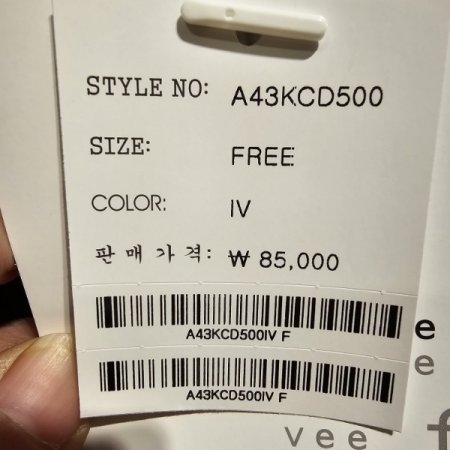 STYLE NO: A43KCD500
SIZE: FREE
COLOR: IV
판매가격: ₩ 85,000
A43KCD500IV F
A43KCD500IV F
e
e
vee f